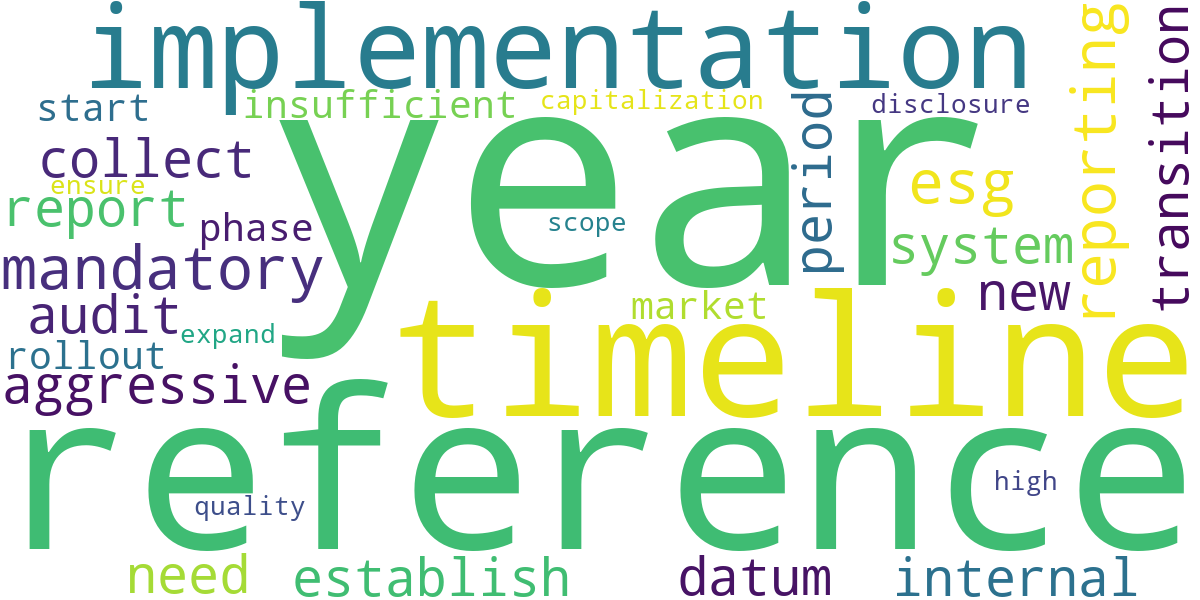 implementation
reporting
transition
start
insufficient
capitalization
disclosure
period
year
collect
ensure
report
esg
phase
scope
system
mandatory
new
audit
market
timeline
expand
rollout
aggressive
reference
high
quality
need
establish
datum
internal